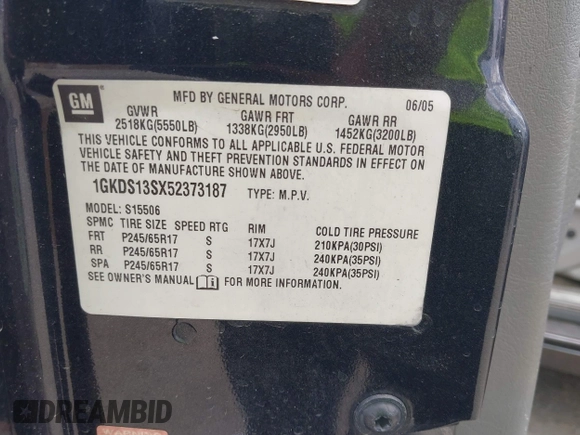 GM
MFD BY GENERAL MOTORS CORP. 06/05
GVWR GAWR FRT GAWR RR
2518KG(5550LB) 1338KG(2950LB) 1452KG(3200LB)
THIS VEHICLE CONFORMS TO ALL APPLICABLE U.S. FEDERAL MOTOR
VEHICLE SAFETY AND THEFT PREVENTION STANDARDS IN EFFECT ON
THE DATE OF MANUFACTURE SHOWN ABOVE.
1GKDS13SX52373187 TYPE: M.P.V.
MODEL: S15506
SPMC TIRE SIZE SPEED RTG RIM COLD TIRE PRESSURE
FRT P245/65R17 S 17X7J 210KPA(30PSI)
RR P245/65R17 S 17X7J 240KPA(35PSI)
SPA P245/65R17 S 17X7J 240KPA(35PSI)
SEE OWNER'S MANUAL FOR MORE INFORMATION.
DREAMBID